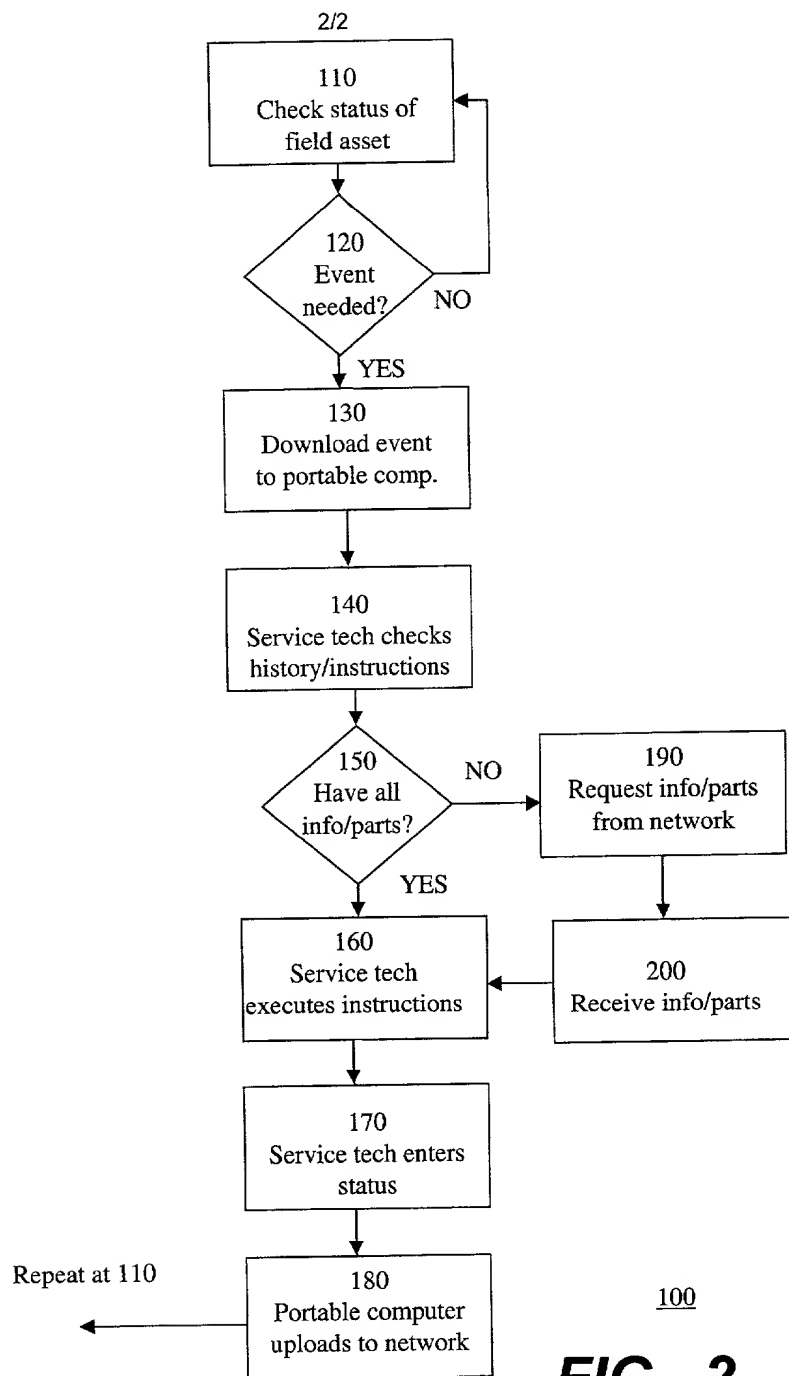 2/2
110
Check status of
field asset
120
Event
needed?
NO
YES
130
Download event
to portable comp.
140
Service tech checks
history/instructions
150
Have all
info/parts?
NO
190
Request info/parts
from network
YES
160
Service tech
executes instructions
200
Receive info/parts
170
Service tech enters
status
Repeat at 110
180
Portable computer
uploads to network
100
FIG. 2